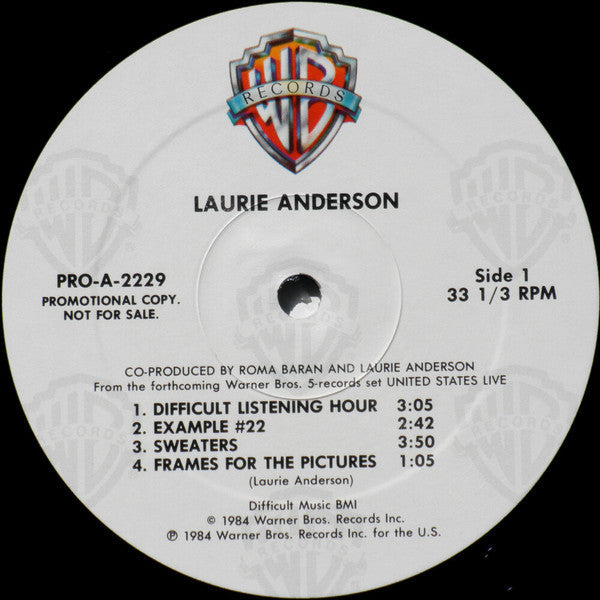 WB
RECORDS
LAURIE ANDERSON
PRO-A-2229
PROMOTIONAL COPY.
NOT FOR SALE.
Side 1
33 1/3 RPM
CO-PRODUCED BY ROMA BARAN AND LAURIE ANDERSON
From the forthcoming Warner Bros. 5-records set UNITED STATES LIVE
1. DIFFICULT LISTENING HOUR 3:05
2. EXAMPLE #22 2:42
3. SWEATERS 3:50
4. FRAMES FOR THE PICTURES 1:05
(Laurie Anderson)
Difficult Music BMI
© 1984 Warner Bros. Records Inc.
℗ 1984 Warner Bros. Records Inc. for the U.S.